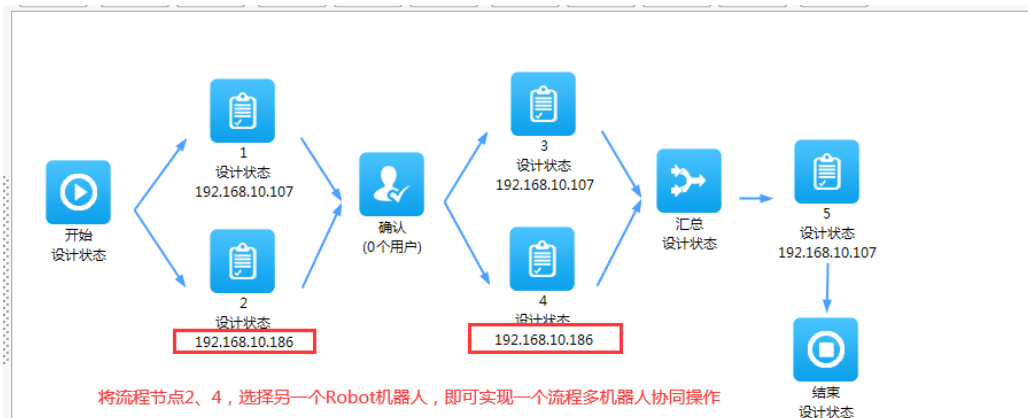 开始
设计状态
1
设计状态
192.168.10.107
2
设计状态
192.168.10.186
确认
(0个用户)
3
设计状态
192.168.10.107
4
设计状态
192.168.10.186
汇总
设计状态
5
设计状态
192.168.10.107
结束
设计状态
将流程节点2、4，选择另一个Robot机器人，即可实现一个流程多机器人协同操作